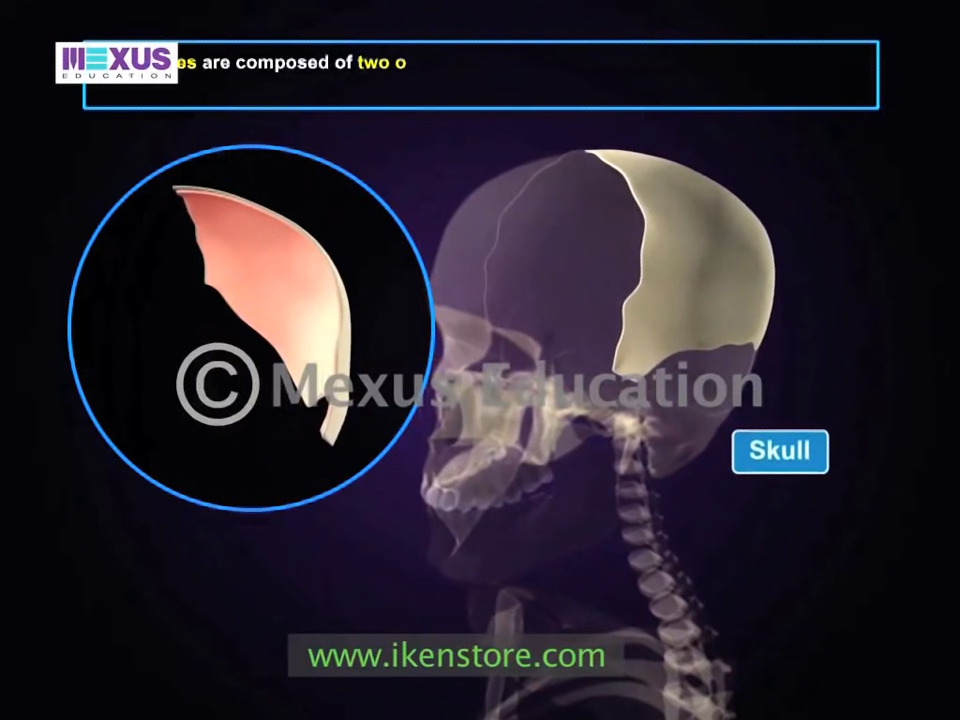 MEXUS
EDUCATION
es are composed of two o
© Mexus Education
Skull
www.ikenstore.com